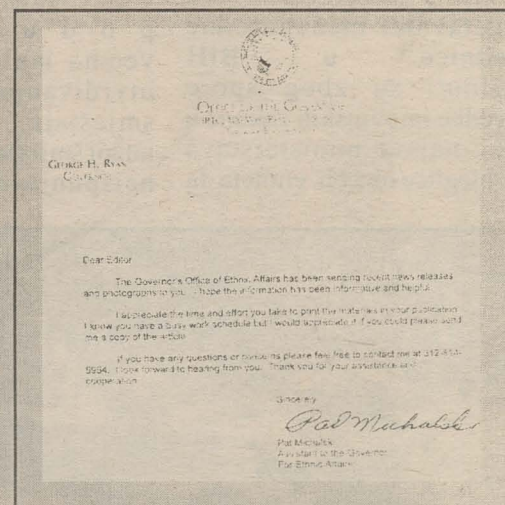 OFFICE OF THE GOVERNOR
GEORGE H. RYAN
GOVERNOR
Dear Editor
The Governor's Office of Ethnic Affairs has been sending recent news releases
and photographs to you. I hope the information has been informative and helpful.
I appreciate the time and effort you take to print the materials in your publication.
I know you have a busy work schedule but I would appreciate it if you could please send
me a copy of the article.
If you have any questions or concerns please feel free to contact me at 312-814-
5954. I look forward to hearing from you. Thank you for your assistance and
cooperation.
Sincerely
Pat Michalski
Pat Michalski
Assistant to the Governor
For Ethnic Affairs